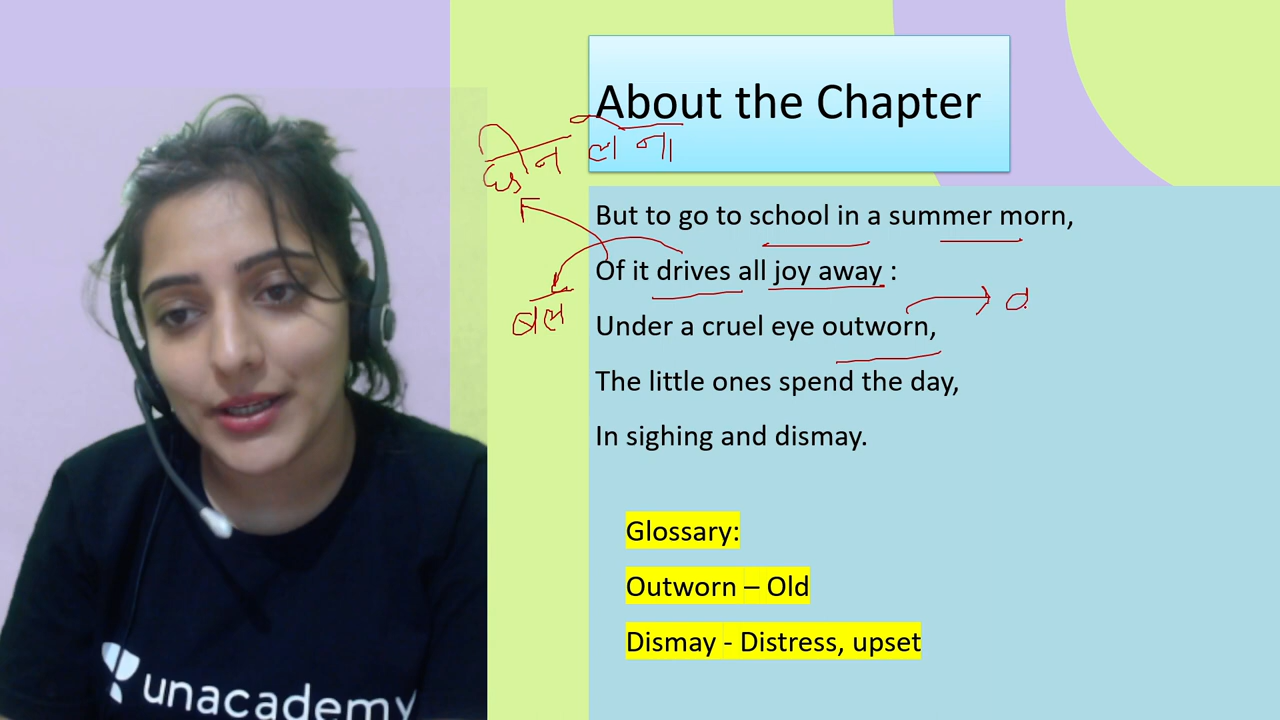 About the Chapter
But to go to school in a summer morn,
Of it drives all joy away :
Under a cruel eye outworn,
The little ones spend the day,
In sighing and dismay.
Glossary:
Outworn – Old
Dismay - Distress, upset
unacademy